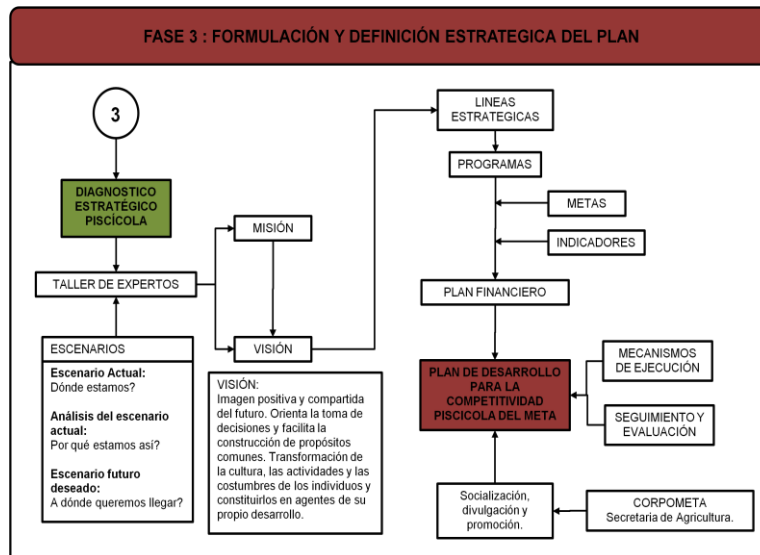 FASE 3 : FORMULACIÓN Y DEFINICIÓN ESTRATEGICA DEL PLAN
3
DIAGNOSTICO
ESTRATÉGICO
PISCÍCOLA
TALLER DE EXPERTOS
ESCENARIOS
Escenario Actual:
Dónde estamos?
Análisis del escenario
actual:
Por qué estamos así?
Escenario futuro
deseado:
A dónde queremos llegar?
MISIÓN
VISIÓN
VISIÓN:
Imagen positiva y compartida
del futuro. Orienta la toma de
decisiones y facilita la
construcción de propósitos
comunes. Transformación de
la cultura, las actividades y las
costumbres de los individuos y
constituirlos en agentes de su
propio desarrollo.
LINEAS
ESTRATEGICAS
PROGRAMAS
METAS
INDICADORES
PLAN FINANCIERO
PLAN DE DESARROLLO
PARA LA
COMPETITIVIDAD
PISCICOLA DEL META
MECANISMOS
DE EJECUCIÓN
SEGUIMIENTO Y
EVALUACIÓN
Socialización,
divulgación y
promoción.
CORPOMETA
Secretaria de Agricultura.